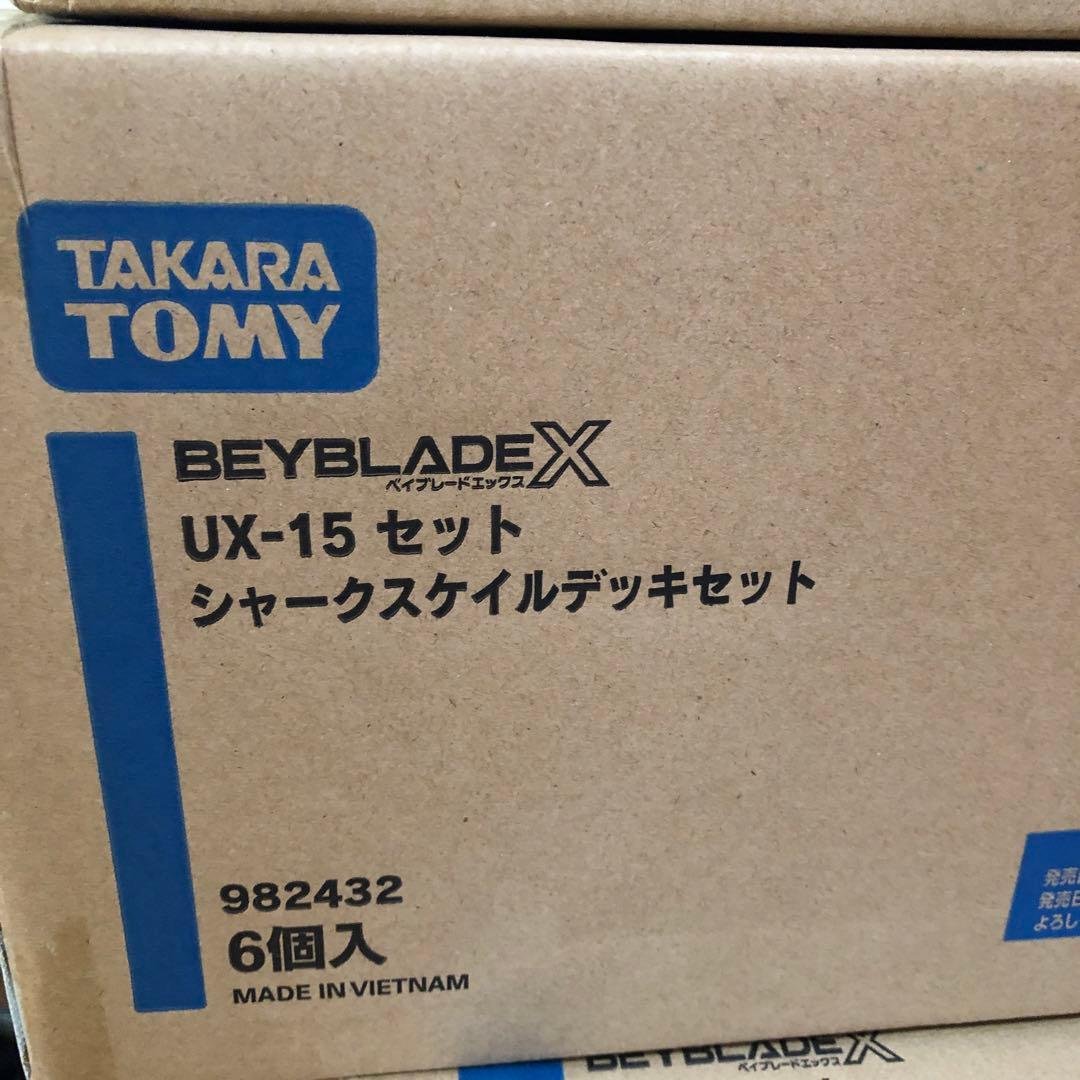 TAKARA
TOMY
BEYBLADE X
ベイブレードエックス
UX-15 セット
シャークスケイルデッキセット
982432
6個入
MADE IN VIETNAM
発売
発売日
よろし
BEYBLADE X
ベイブレードエックス